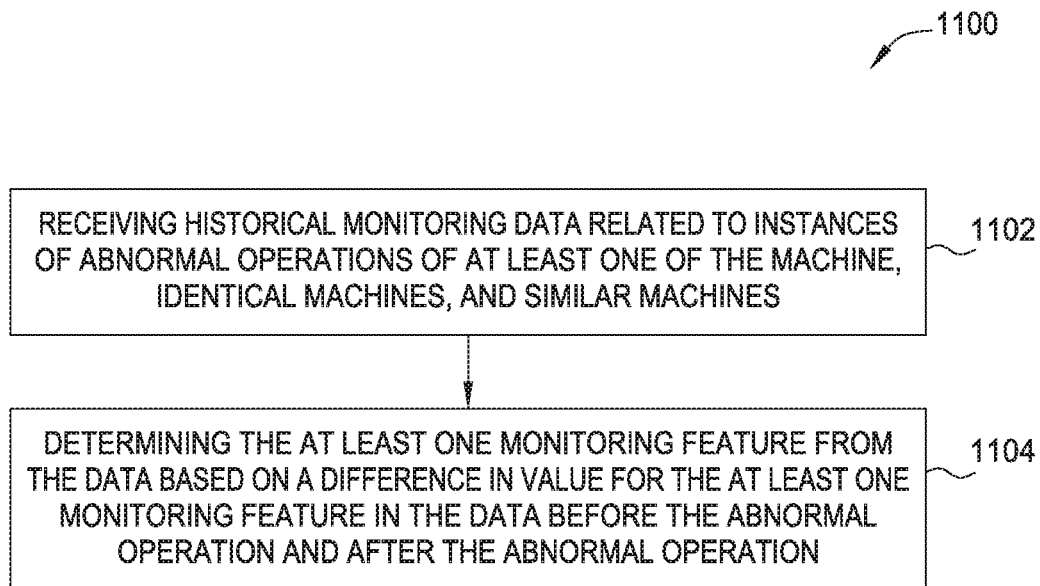 1100
RECEIVING HISTORICAL MONITORING DATA RELATED TO INSTANCES
OF ABNORMAL OPERATIONS OF AT LEAST ONE OF THE MACHINE,
IDENTICAL MACHINES, AND SIMILAR MACHINES
1102
DETERMINING THE AT LEAST ONE MONITORING FEATURE FROM
THE DATA BASED ON A DIFFERENCE IN VALUE FOR THE AT LEAST ONE
MONITORING FEATURE IN THE DATA BEFORE THE ABNORMAL
OPERATION AND AFTER THE ABNORMAL OPERATION
1104